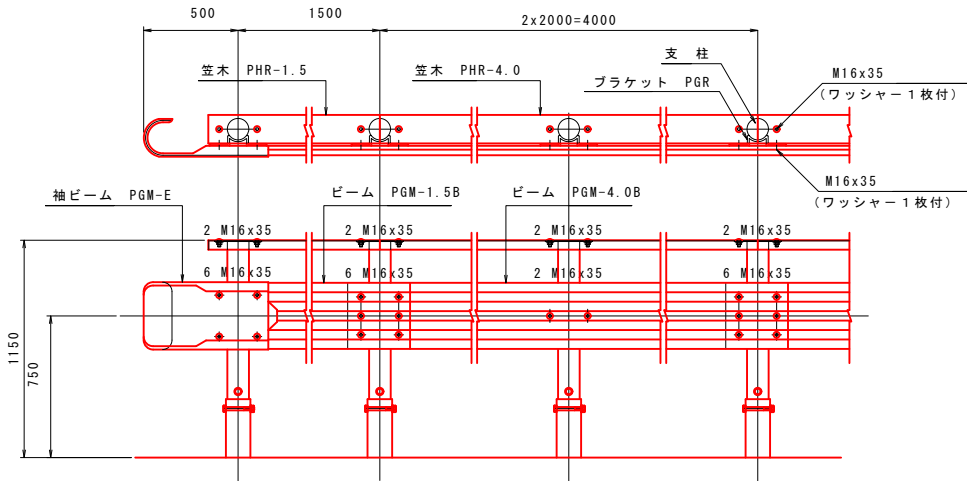 500
1500
2x2000=4000
支 柱
笠木 PHR-1.5
笠木 PHR-4.0
M16x35
ブラケット PGR
(ワッシャー１枚付)
M16x35
(ワッシャー１枚付)
袖ビーム PGM-E
ビーム PGM-1.5B
ビーム PGM-4.0B
2 M16x35
2 M16x35
2 M16x35
2 M16x35
6 M16x35
6 M16x35
2 M16x35
6 M16x35
1150
750